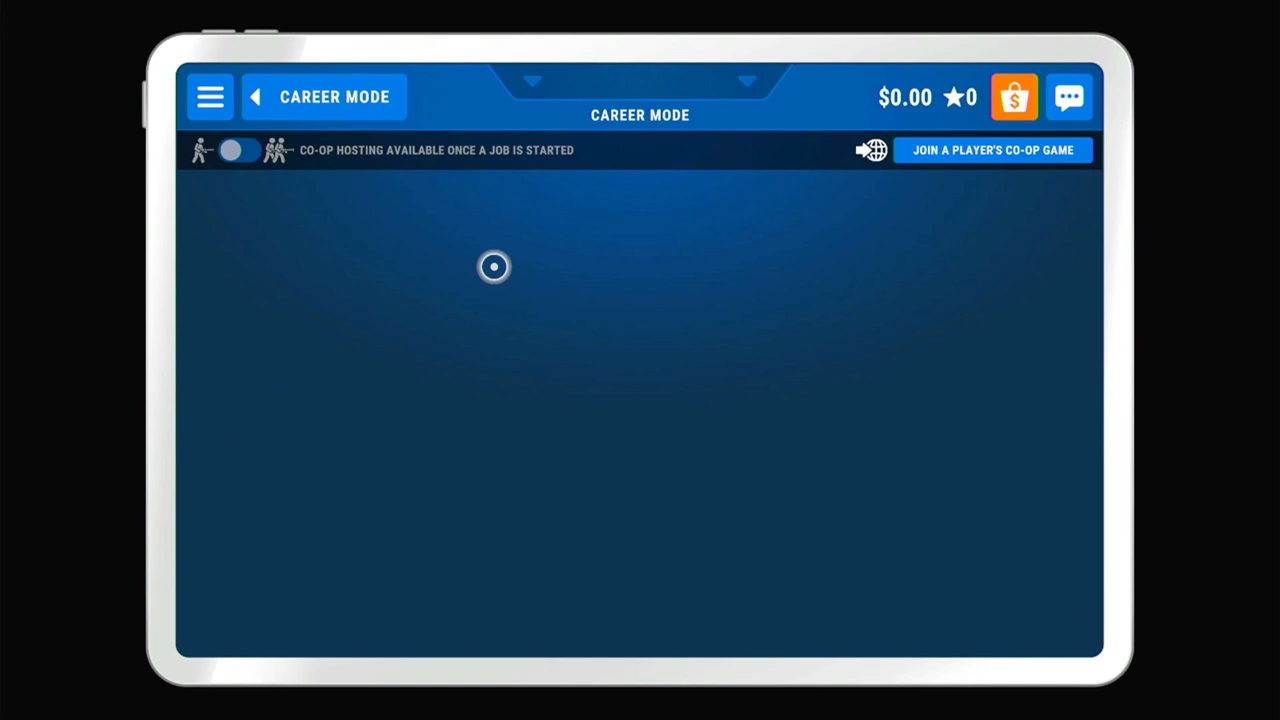 CAREER MODE
$0.00 ★0
CAREER MODE
CO-OP HOSTING AVAILABLE ONCE A JOB IS STARTED
JOIN A PLAYER'S CO-OP GAME